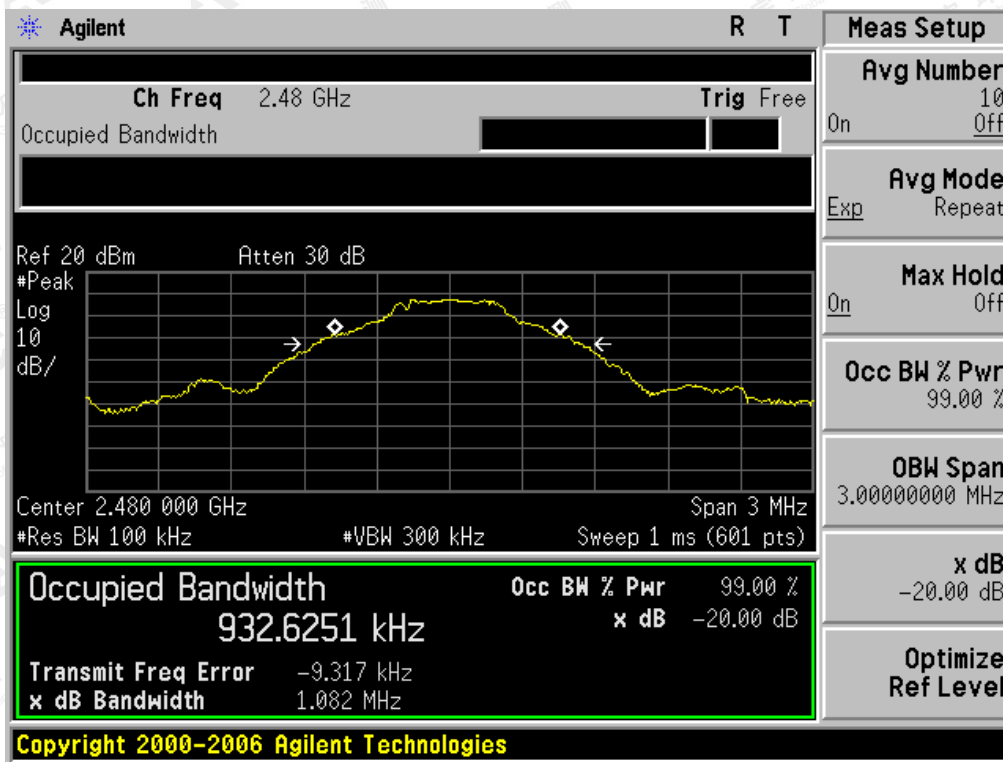 Agilent R T
Ch Freq 2.48 GHz Trig Free
Occupied Bandwidth
Ref 20 dBm Atten 30 dB
#Peak
Log
10
dB/
Center 2.480 000 GHz Span 3 MHz
#Res BW 100 kHz #VBW 300 kHz Sweep 1 ms (601 pts)
Occupied Bandwidth Occ BW % Pwr 99.00 %
932.6251 kHz x dB -20.00 dB
Transmit Freq Error -9.317 kHz
x dB Bandwidth 1.082 MHz
Copyright 2000-2006 Agilent Technologies
Meas Setup
Avg Number
10
On Off
Avg Mode
Exp Repeat
Max Hold
On Off
Occ BW % Pwr
99.00 %
OBW Span
3.00000000 MHz
x dB
-20.00 dB
Optimize
Ref Level